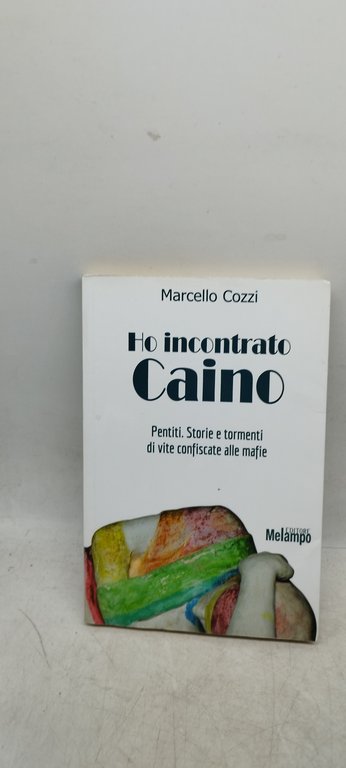 Marcello Cozzi
Ho incontrato
Caino
Pentiti. Storie e tormenti
di vite confiscate alle mafie
EDITORE
Melampo